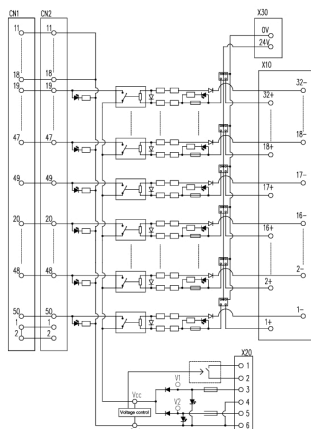 CN1 CN2 X30
11 11
0V
24V
X10
18 18
19 19 32+ 32-
47 47 18+ 18-
49 49 17+ 17-
20 20 16+ 16-
48 48 2+ 2-
50 50 1+ 1-
1 1
2 2
X20
1
2
Vcc V1 3
4
Voltage control V2 5
6